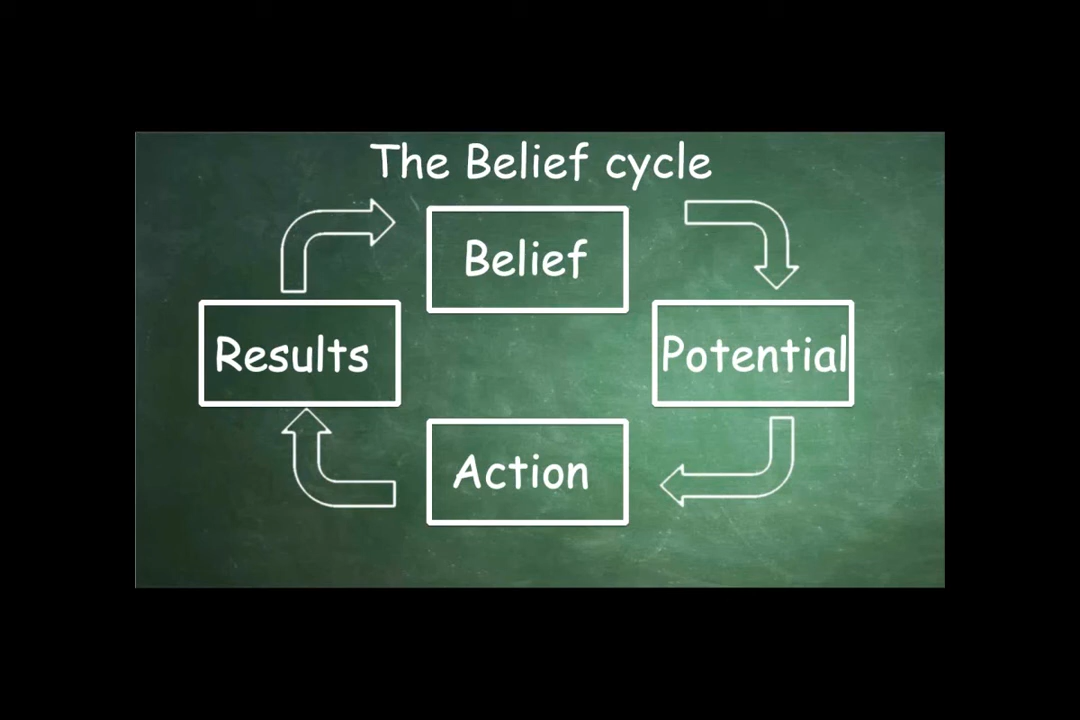 The Belief cycle
Belief
Results
Potential
Action